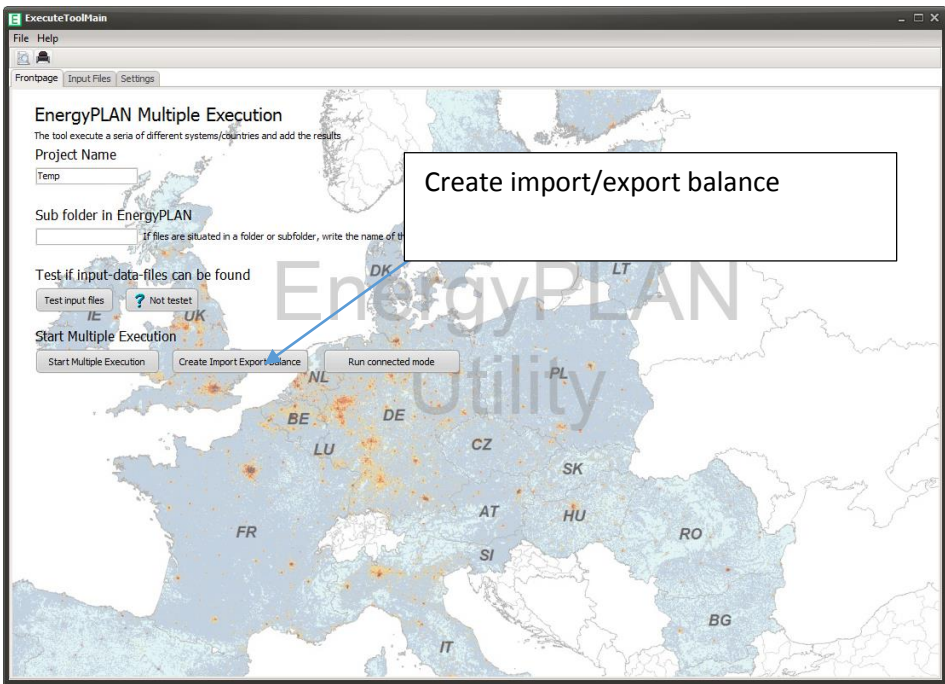 ExecuteToolMain
File Help
Frontpage Input Files Settings
EnergyPLAN Multiple Execution
The tool execute a seria of different systems/countries and add the results
Project Name
Temp
Create import/export balance
Sub folder in EnergyPLAN
If files are situated in a folder or subfolder, write the name of th
Test if input-data-files can be found
Test input files ? Not testet
Start Multiple Execution
Start Multiple Execution Create Import Export Balance Run connected mode
EnergyPLAN
Utility
DK
LT
IE
UK
NL
PL
BE
DE
LU
CZ
SK
AT
HU
FR
RO
SI
BG
IT